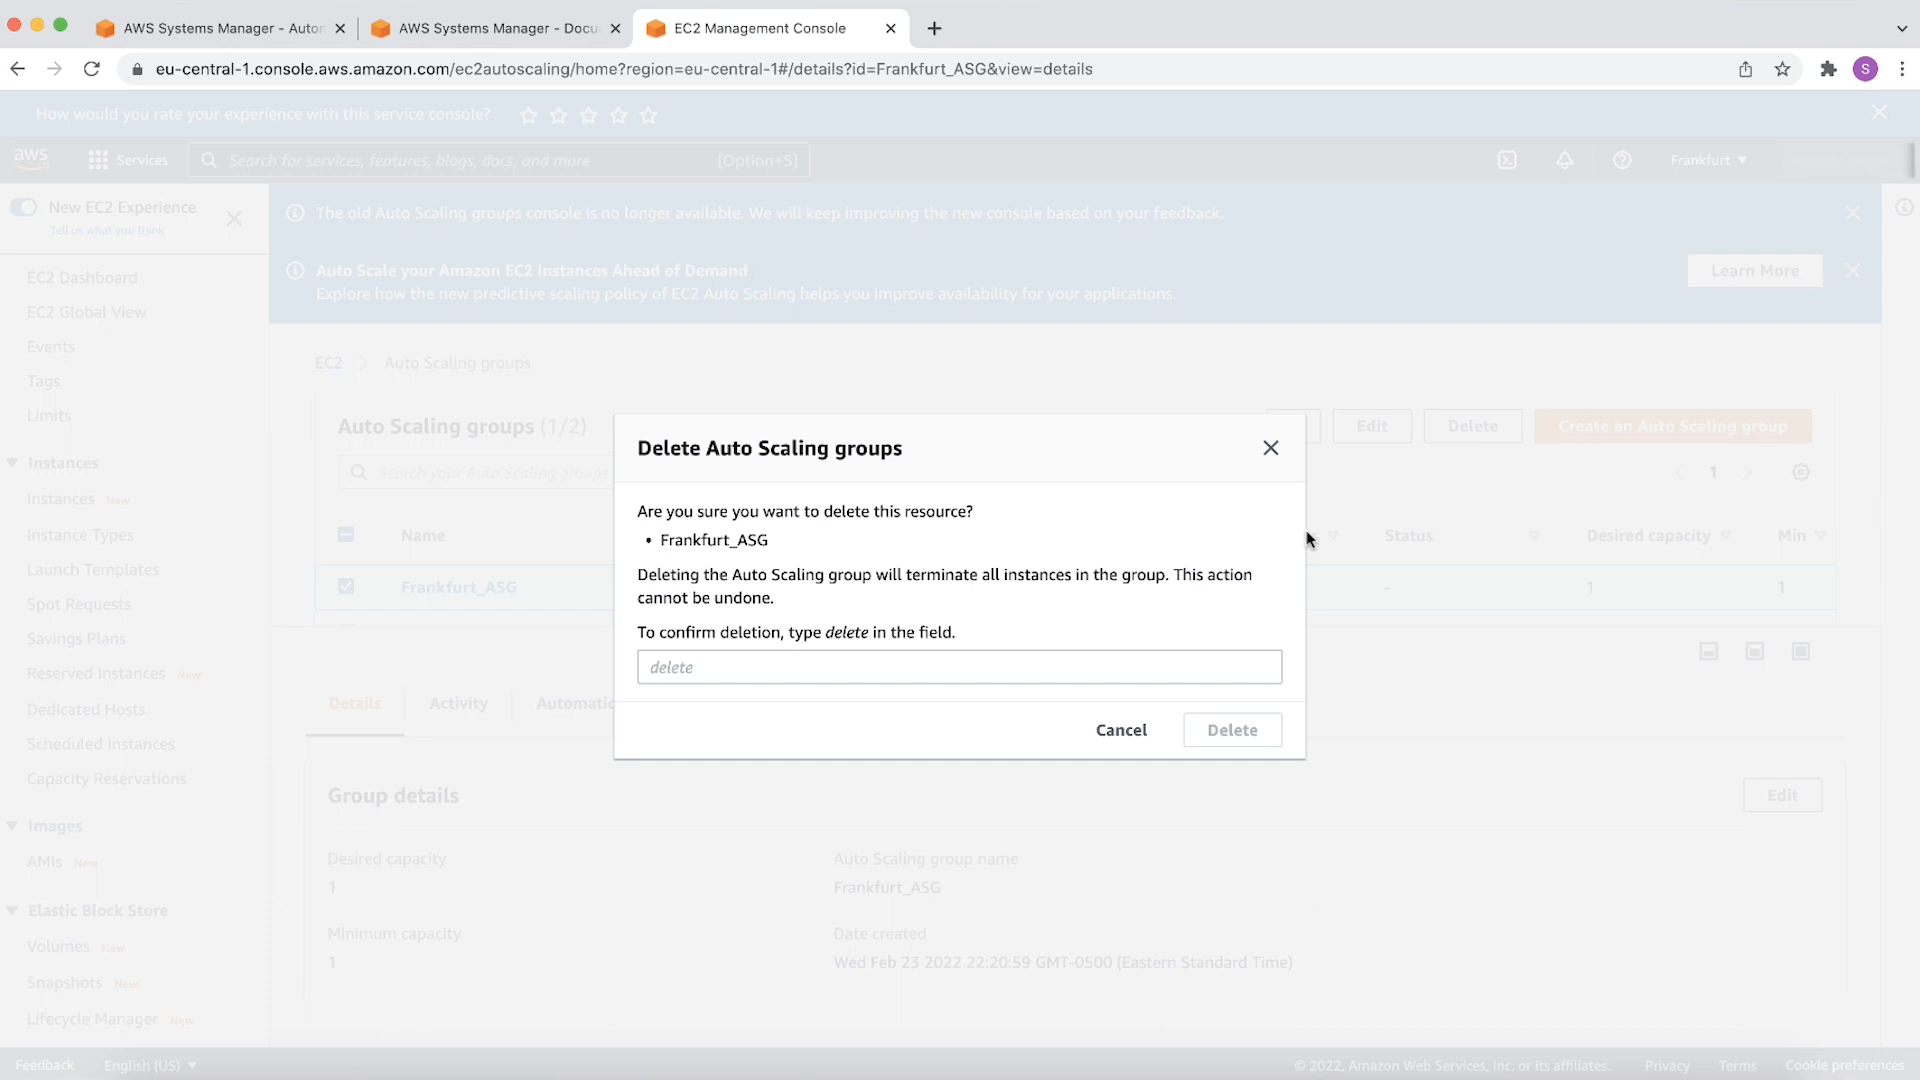 AWS Systems Manager - Autor
AWS Systems Manager - Docu
EC2 Management Console
eu-central-1.console.aws.amazon.com/ec2autoscaling/home?region=eu-central-1#/details?id=Frankfurt_ASG&view=details
S
How would you rate your experience with this service console?
aws
Services
Search for services, features, blogs, docs, and more
[Option+S]
Frankfurt
New EC2 Experience
Tell us what you think
The old Auto Scaling groups console is no longer available. We will keep improving the new console based on your feedback.
Auto Scale your Amazon EC2 Instances Ahead of Demand
Explore how the new predictive scaling policy of EC2 Auto Scaling helps you improve availability for your applications.
Learn More
EC2 Dashboard
EC2 Global View
Events
Tags
Limits
Instances
Instances New
Instance Types
Launch Templates
Spot Requests
Savings Plans
Reserved Instances New
Dedicated Hosts
Scheduled Instances
Capacity Reservations
Images
AMIs New
Elastic Block Store
Volumes New
Snapshots New
Lifecycle Manager New
EC2 > Auto Scaling groups
Auto Scaling groups (1/2)
Edit
Delete
Create an Auto Scaling group
Search your Auto Scaling groups
1
Name
Status
Desired capacity
Min
Frankfurt_ASG
-
1
1
Delete Auto Scaling groups
Are you sure you want to delete this resource?
• Frankfurt_ASG
Deleting the Auto Scaling group will terminate all instances in the group. This action
cannot be undone.
To confirm deletion, type delete in the field.
delete
Cancel
Delete
Details
Activity
Automatic
Group details
Edit
Desired capacity
1
Auto Scaling group name
Frankfurt_ASG
Minimum capacity
1
Date created
Wed Feb 23 2022 22:20:59 GMT-0500 (Eastern Standard Time)
Feedback
English (US)
© 2022, Amazon Web Services, Inc. or its affiliates.
Privacy
Terms
Cookie preferences